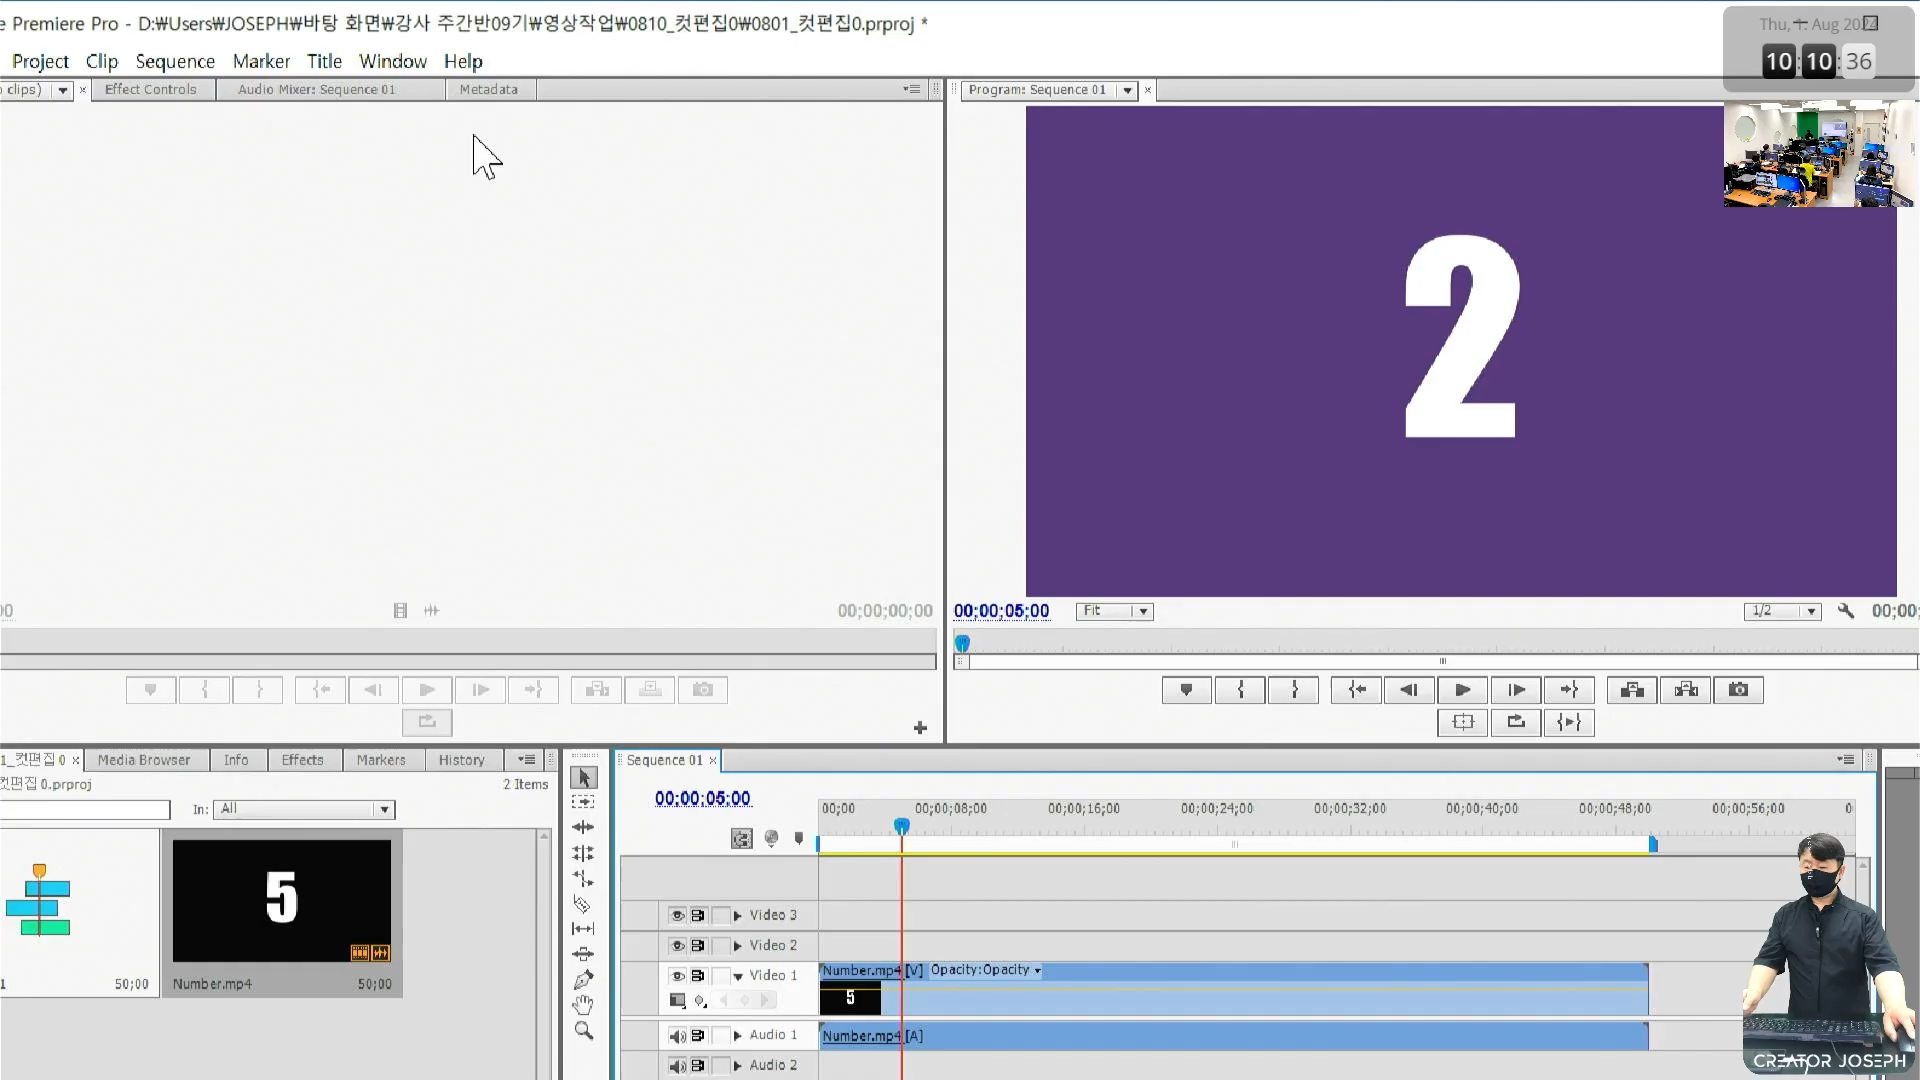 e Premiere Pro - D:₩Users₩JOSEPH₩바탕 화면₩강사 주간반09기₩영상작업₩0810_컷편집0₩0801_컷편집0.prproj *
Thu, 1. Aug 2024
10 10 36
Project Clip Sequence Marker Title Window Help
clips) Effect Controls Audio Mixer: Sequence 01 Metadata
Program: Sequence 01
2
00;00;00;00
00;00;05;00 Fit 1/2 00;00;
Media Browser Info Effects Markers History
컷편집 0.prproj 2 Items
In: All
5
50;00
Number.mp4 50;00
Sequence 01
00;00;05;00
00;00 00;00;08;00 00;00;16;00 00;00;24;00 00;00;32;00 00;00;40;00 00;00;48;00 00;00;56;00 0
Video 3
Video 2
Video 1
Number.mp4 [V] Opacity:Opacity
5
Audio 1
Number.mp4 [A]
Audio 2
CREATOR JOSEPH